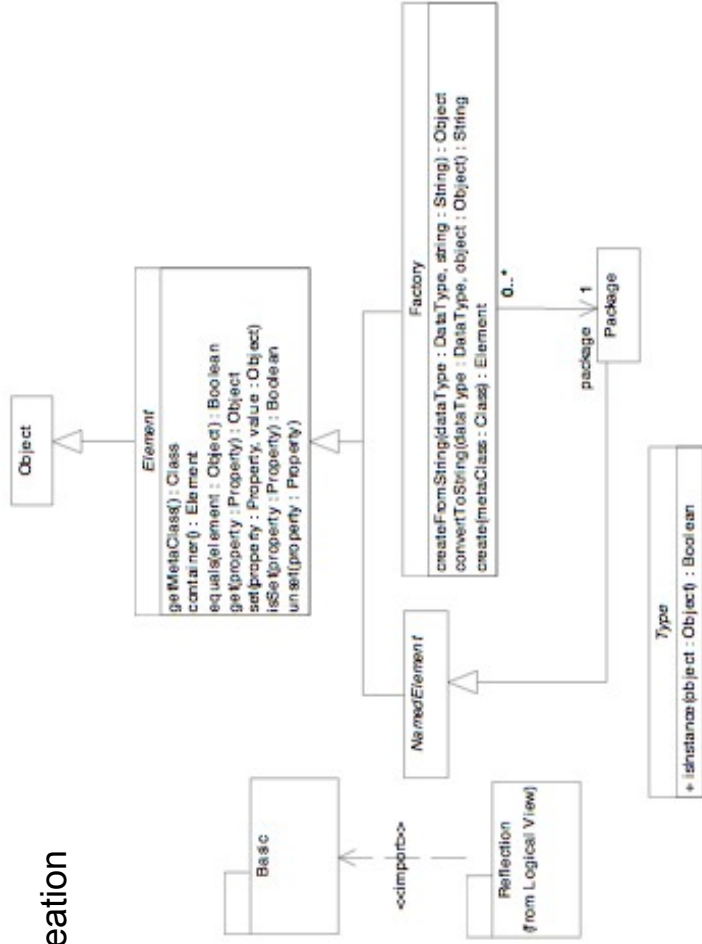 eation
Object
Element
getMetaClass() : Class
container() : Element
equals(element : Object) : Boolean
get(property : Property) : Object
set(property : Property, value : Object)
isSet(property : Property) : Boolean
unset(property : Property)
NamedElement
Factory
createFromString(dataType : DataType, string : String) : Object
convertToString(dataType : DataType, object : Object) : String
create(metaClass : Class) : Element
0..*
package 1
Package
Basic
<<import>>
Reflection
(from Logical View)
Type
+ isInstance(object : Object) : Boolean